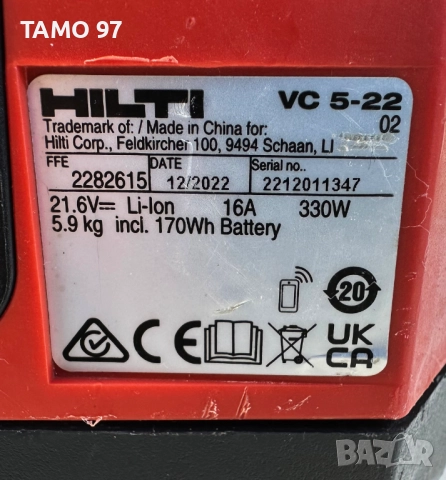 TAMO 97
HILTI VC 5-22
Trademark of: / Made in China for: 02
Hilti Corp., Feldkircher 100, 9494 Schaan, LI
FFE DATE Serial no..
2282615 12/2022 2212011347
21.6V Li-Ion 16A 330W
5.9 kg incl. 170Wh Battery
20
CE UK
CA
bazar